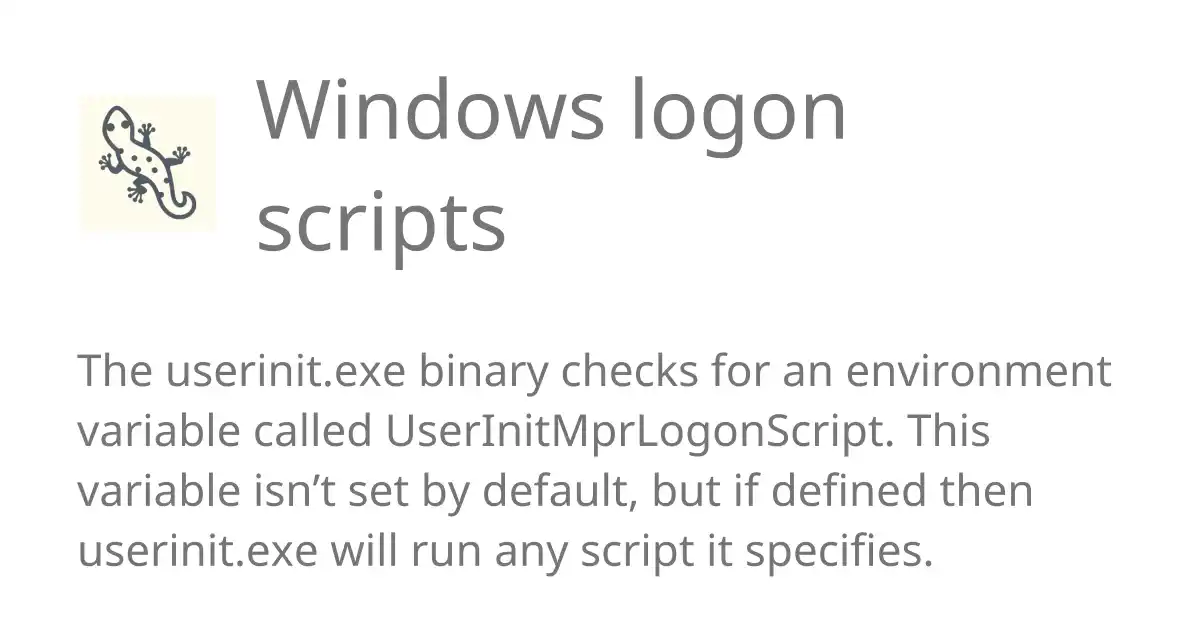 Windows logon
scripts
The userinit.exe binary checks for an environment
variable called UserInitMprLogonScript. This
variable isn’t set by default, but if defined then
userinit.exe will run any script it specifies.